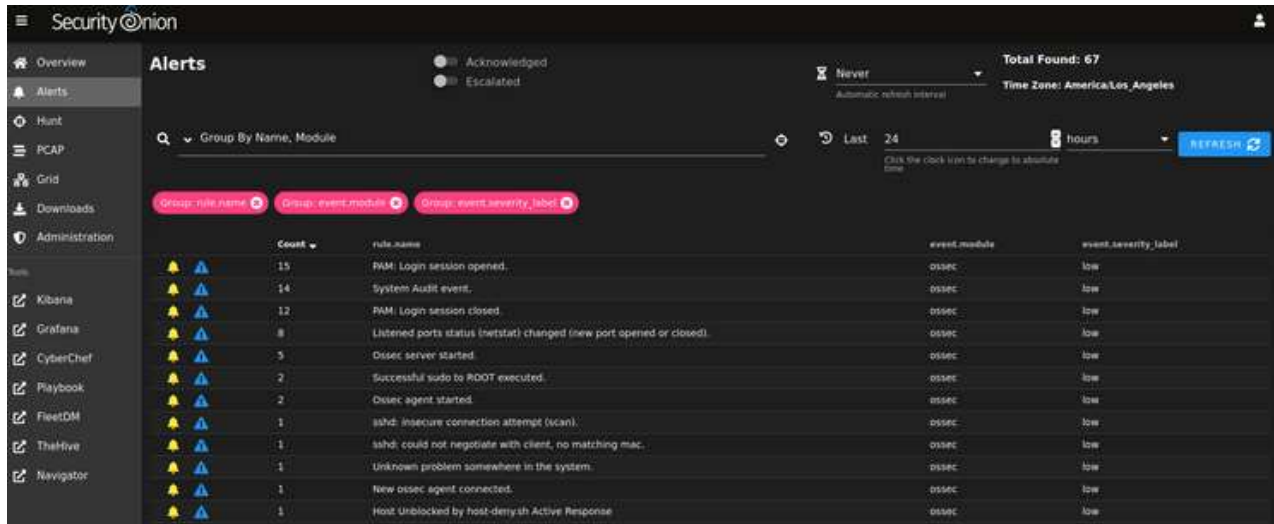 Security Onion
Overview
Alerts
Hunt
PCAP
Grid
Downloads
Administration
Tools
Kibana
Grafana
CyberChef
Playbook
FleetDM
TheHive
Navigator
Alerts
Acknowledged
Escalated
Never
Automatic refresh interval
Total Found: 67
Time Zone: America/Los_Angeles
Group By Name, Module
Last 24 hours
REFRESH
Click the clock icon to change to absolute
time
Group: rule.name Group: event.module Group: event.severity_label
Count rule.name event.module event.severity_label
15 PAM: Login session opened. ossec low
14 System Audit event. ossec low
12 PAM: Login session closed. ossec low
8 Listened ports status (netstat) changed (new port opened or closed). ossec low
5 Ossec server started. ossec low
2 Successful sudo to ROOT executed. ossec low
2 Ossec agent started. ossec low
1 sshd: insecure connection attempt (scan). ossec low
1 sshd: could not negotiate with client, no matching mac. ossec low
1 Unknown problem somewhere in the system. ossec low
1 New ossec agent connected. ossec low
1 Host Unblocked by host-deny.sh Active Response ossec low